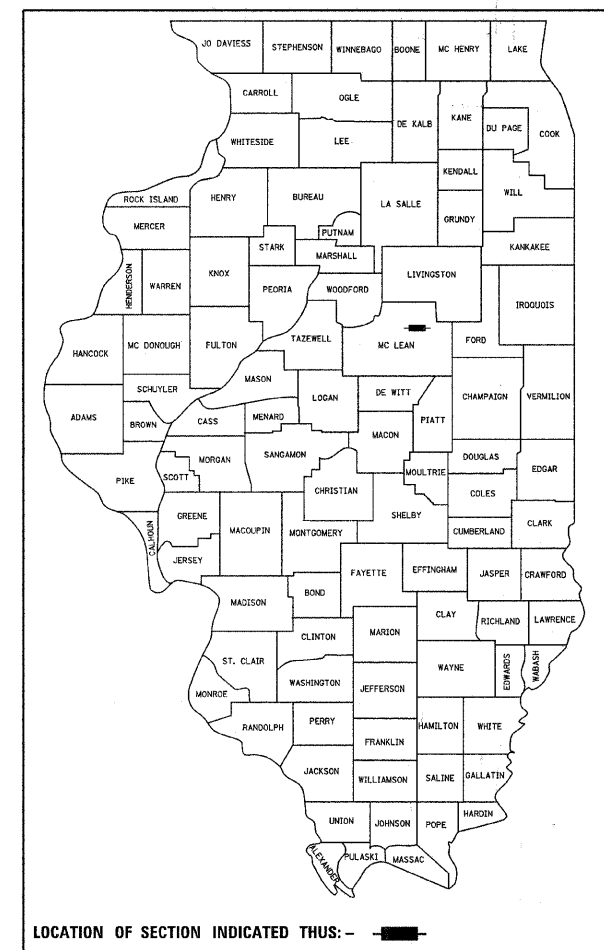 JO DAVIESS
STEPHENSON
WINNEBAGO
BOONE
MC HENRY
LAKE
CARROLL
OGLE
DE KALB
KANE
DU PAGE
COOK
WHITESIDE
LEE
KENDALL
WILL
ROCK ISLAND
HENRY
BUREAU
LA SALLE
GRUNDY
MERCER
PUTNAM
STARK
MARSHALL
KANKAKEE
HENDERSON
WARREN
KNOX
PEORIA
WOODFORD
LIVINGSTON
IROQUOIS
HANCOCK
MC DONOUGH
FULTON
TAZEWELL
MC LEAN
FORD
MASON
SCHUYLER
LOGAN
DE WITT
CHAMPAIGN
VERMILION
ADAMS
BROWN
CASS
MENARD
MACON
PIATT
PIKE
SCOTT
MORGAN
SANGAMON
CHRISTIAN
MOULTRIE
DOUGLAS
EDGAR
COLES
SHELBY
CALHOUN
GREENE
MACOUPIN
MONTGOMERY
CUMBERLAND
CLARK
JERSEY
FAYETTE
EFFINGHAM
JASPER
CRAWFORD
MADISON
BOND
CLAY
RICHLAND
LAWRENCE
CLINTON
MARION
ST. CLAIR
WAYNE
EDWARDS
WABASH
WASHINGTON
JEFFERSON
MONROE
RANDOLPH
PERRY
HAMILTON
WHITE
FRANKLIN
JACKSON
WILLIAMSON
SALINE
GALLATIN
UNION
JOHNSON
POPE
HARDIN
ALEXANDER
PULASKI
MASSAC
LOCATION OF SECTION INDICATED THUS: -